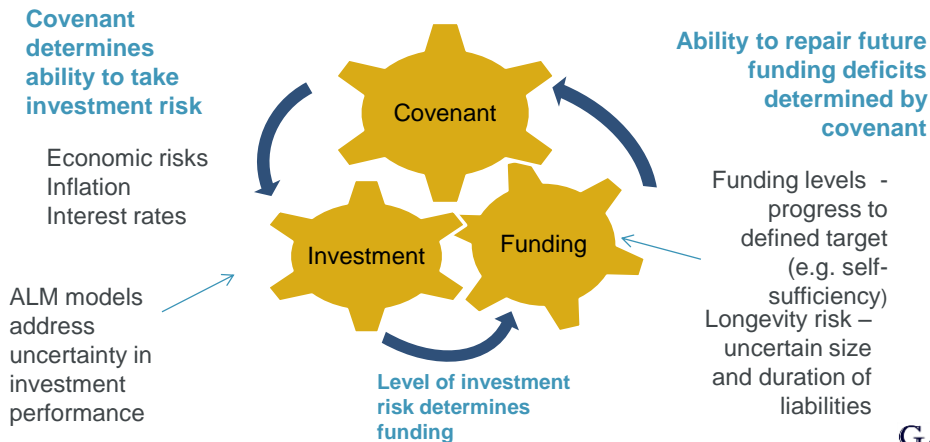 Covenant
determines
ability to take
investment risk
Economic risks
Inflation
Interest rates
ALM models
address
uncertainty in
investment
performance
Covenant
Investment
Funding
Level of investment
risk determines
funding
Ability to repair future
funding deficits
determined by
covenant
Funding levels -
progress to
defined target
(e.g. self-
sufficiency)
Longevity risk –
uncertain size
and duration of
liabilities